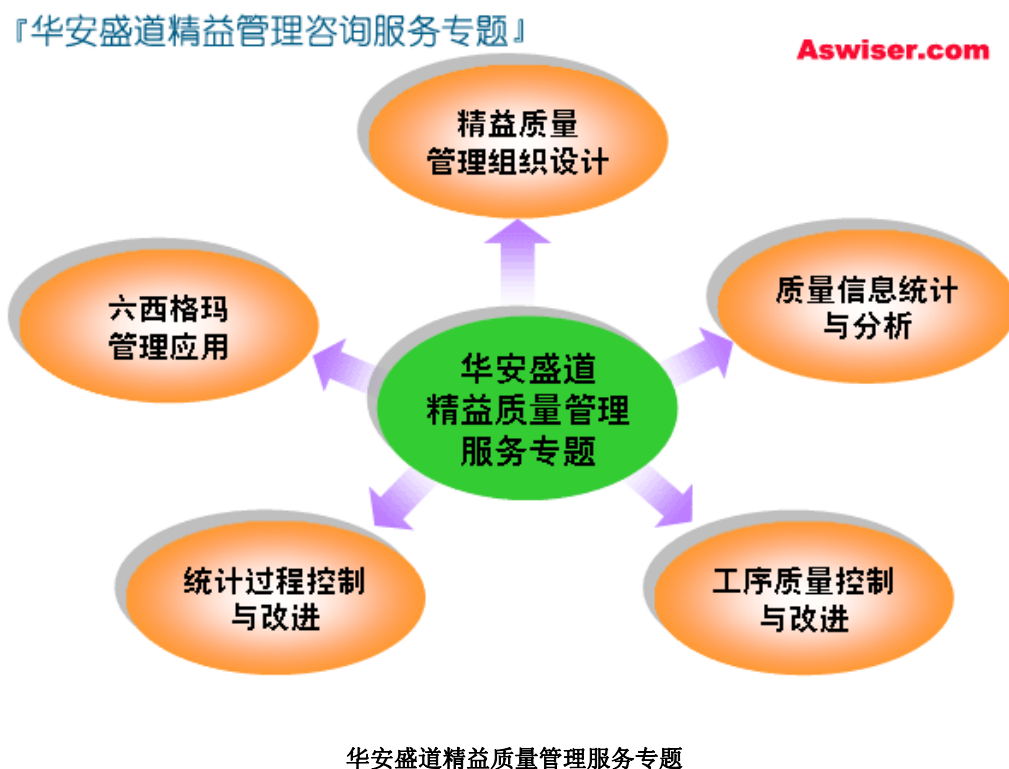 『华安盛道精益管理咨询服务专题』
Aswiser.com
精益质量
管理组织设计
质量信息统计
与分析
六西格玛
管理应用
华安盛道
精益质量管理
服务专题
统计过程控制
与改进
工序质量控制
与改进
华安盛道精益质量管理服务专题